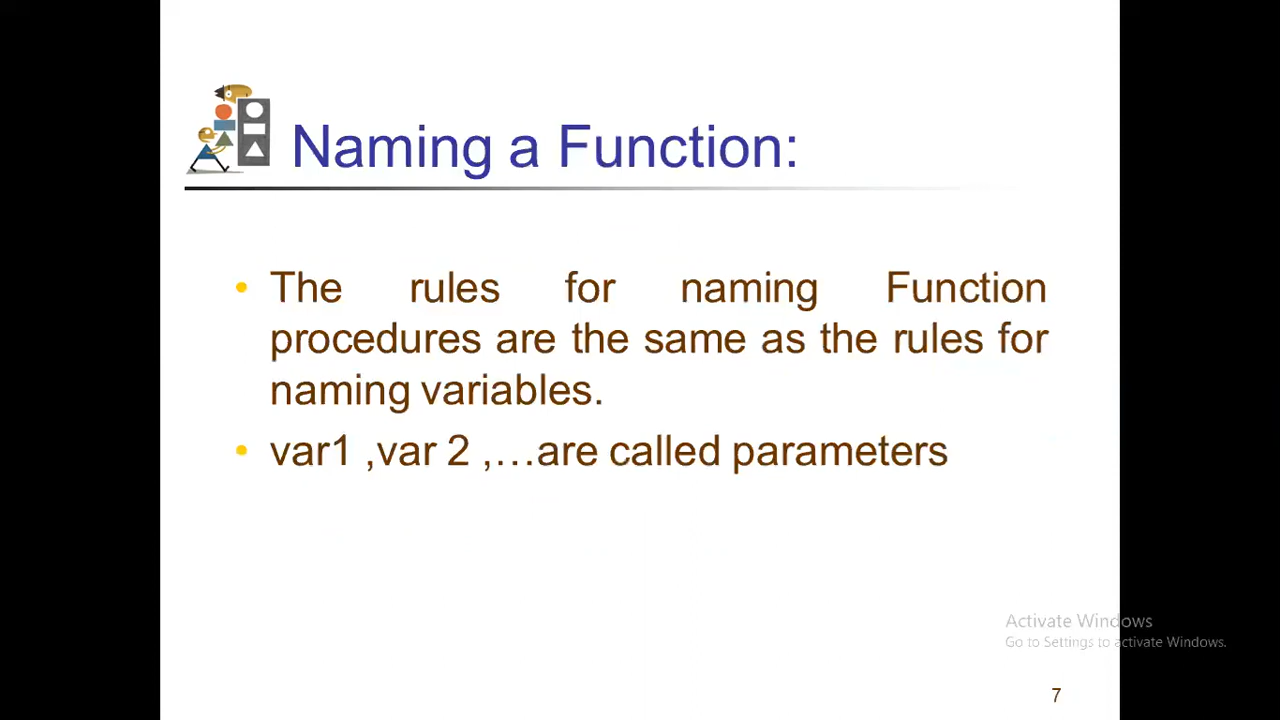 Naming a Function:
• The rules for naming Function
procedures are the same as the rules for
naming variables.
• var1 ,var 2 ,…are called parameters
Activate Windows
Go to Settings to activate Windows.
7